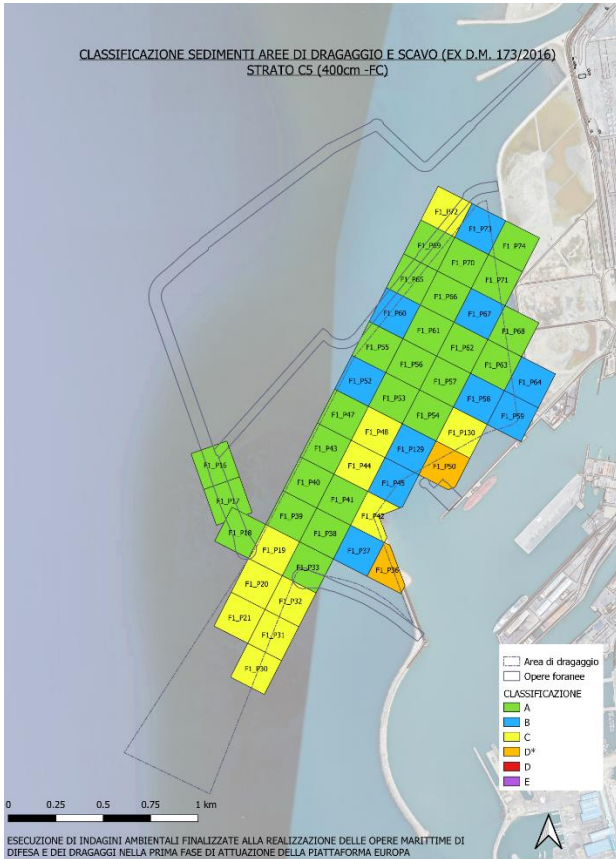 CLASSIFICAZIONE SEDIMENTI AREE DI DRAGAGGIO E SCAVO (EX D.M. 173/2016)
STRATO C5 (400cm -FC)
F1_P72
F1_P73
F1_P74
F1_P69
F1_P70
F1_P71
F1_P65
F1_P66
F1_P67
F1_P68
F1_P60
F1_P61
F1_P62
F1_P63
F1_P64
F1_P55
F1_P56
F1_P57
F1_P58
F1_P59
F1_P52
F1_P53
F1_P54
F1_P130
F1_P47
F1_P48
F1_P129
F1_P50
F1_P43
F1_P44
F1_P45
F1_P16
F1_P17
F1_P40
F1_P41
F1_P42
F1_P18
F1_P39
F1_P38
F1_P37
F1_P36
F1_P19
F1_P33
F1_P20
F1_P32
F1_P21
F1_P31
F1_P30
Area di dragaggio
Opere foranee
CLASSIFICAZIONE
A
B
C
D*
D
E
0 0.25 0.5 0.75 1 km
ESECUZIONE DI INDAGINI AMBIENTALI FINALIZZATE ALLA REALIZZAZIONE DELLE OPERE MARITTIME DI
DIFESA E DEI DRAGAGGI NELLA PRIMA FASE DI ATTUAZIONE DELLA PIATTAFORMA EUROPA